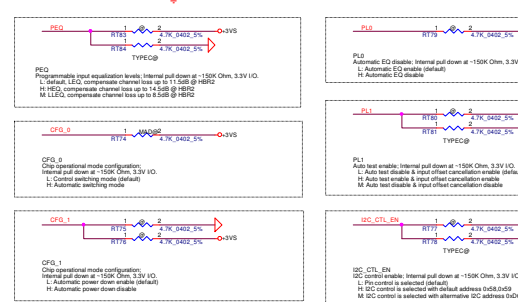 PEQ
1 @ 2
RT83 4.7K_0402_5%
+3VS
1 @ 2
RT84 4.7K_0402_5%
TYPEC@
PEQ
Programmable input equalization levels; Internal pull down at ~150K Ohm, 3.3V I/O.
L: default, LEQ, compensate channel loss up to 11.5dB @ HBR2
H: HEQ, compensate channel loss up to 14.5dB @ HBR2
M: LLEQ, compensate channel loss up to 8.5dB @ HBR2
CFG_0
1 MAD@ 2
RT74 4.7K_0402_5%
+3VS
CFG_0
Chip operational mode configuration;
Internal pull down at ~150K Ohm, 3.3V I/O.
L: Control switching mode (default)
H: Automatic switching mode
CFG_1
1 @ 2
RT75 4.7K_0402_5%
1 @ 2
RT76 4.7K_0402_5%
+3VS
CFG_1
Chip operational mode configuration;
Internal pull down at ~150K Ohm, 3.3V I/O.
L: Automatic power down enable (default)
H: Automatic power down disable
PL0
1 @ 2
RT79 4.7K_0402_5%
PL0
Automatic EQ disable; Internal pull down at ~150K Ohm, 3.3V
L: Automatic EQ enable (default)
H: Automatic EQ disable
PL1
1 @ 2
RT80 4.7K_0402_5%
1 @ 2
RT81 4.7K_0402_5%
TYPEC@
PL1
Auto test enable; Internal pull down at ~150K Ohm, 3.3V I/O.
L: Auto test disable & input offset cancellation enable (defau
H: Auto test enable & input offset cancellation enable
M: Auto test disable & input offset cancellation disable
I2C_CTL_EN
1 @ 2
RT77 4.7K_0402_5%
1 @ 2
RT78 4.7K_0402_5%
TYPEC@
I2C_CTL_EN
I2C control enable; Internal pull down at ~150K Ohm, 3.3V I/O
L: Pin control is selected (default)
H: I2C control is selected with default address 0x58,0x59
M: I2C control is selected with alternative I2C address 0xD